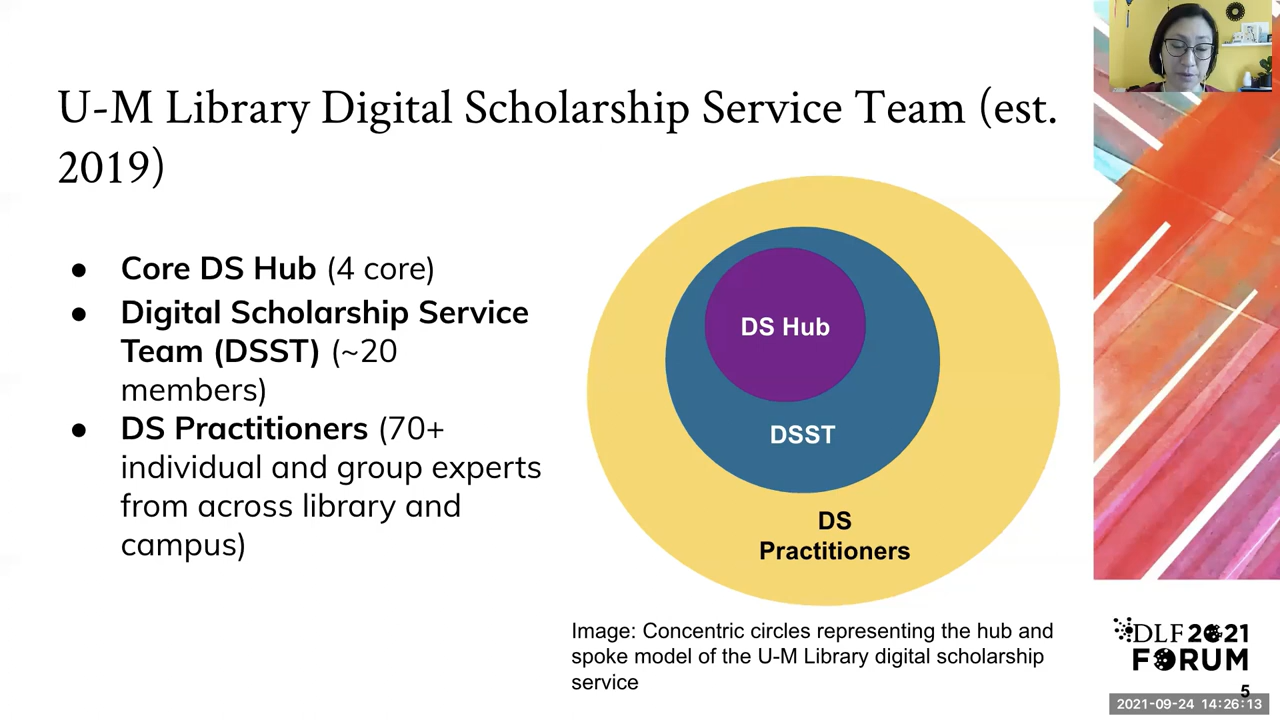 U-M Library Digital Scholarship Service Team (est.
2019)
● Core DS Hub (4 core)
● Digital Scholarship Service
Team (DSST) (~20
members)
● DS Practitioners (70+
individual and group experts
from across library and
campus)
DS Hub
DSST
DS
Practitioners
Image: Concentric circles representing the hub and
spoke model of the U-M Library digital scholarship
service
DLF 2021
FORUM
5
2021-09-24 14:26:13